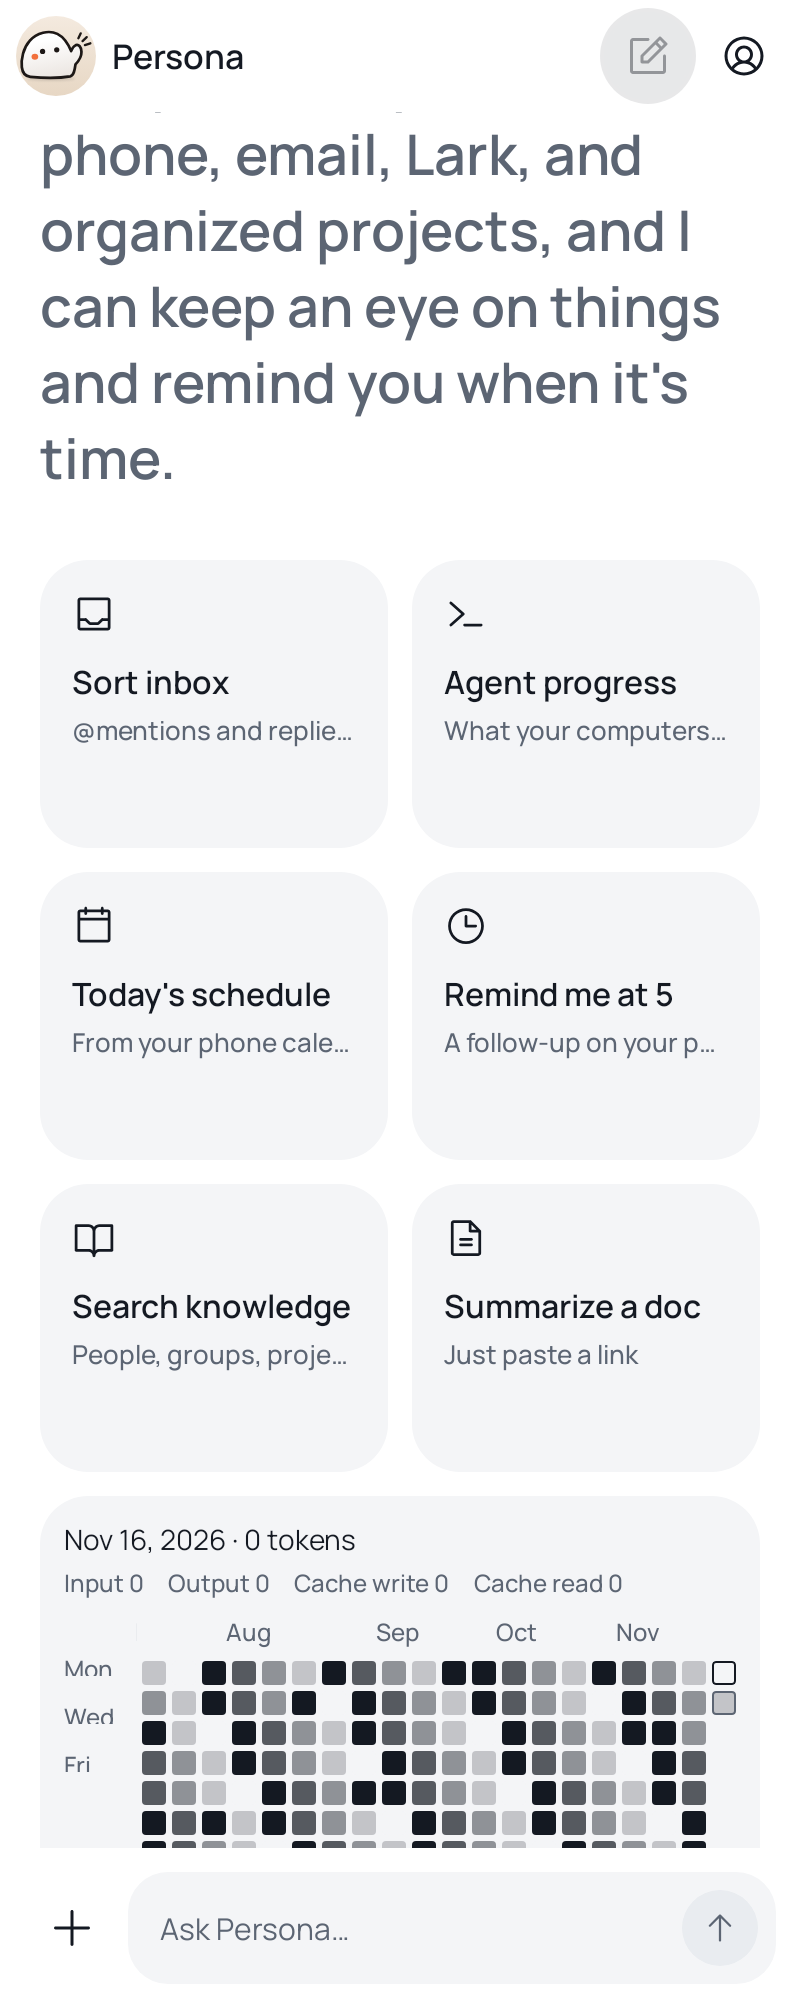 Persona
phone, email, Lark, and
organized projects, and I
can keep an eye on things
and remind you when it's
time.
Sort inbox
@mentions and replie...
Agent progress
What your computers...
Today's schedule
From your phone cale...
Remind me at 5
A follow-up on your p...
Search knowledge
People, groups, proje...
Summarize a doc
Just paste a link
Nov 16, 2026 · 0 tokens
Input 0 Output 0 Cache write 0 Cache read 0
Aug Sep Oct Nov
Mon
Wed
Fri
Ask Persona...